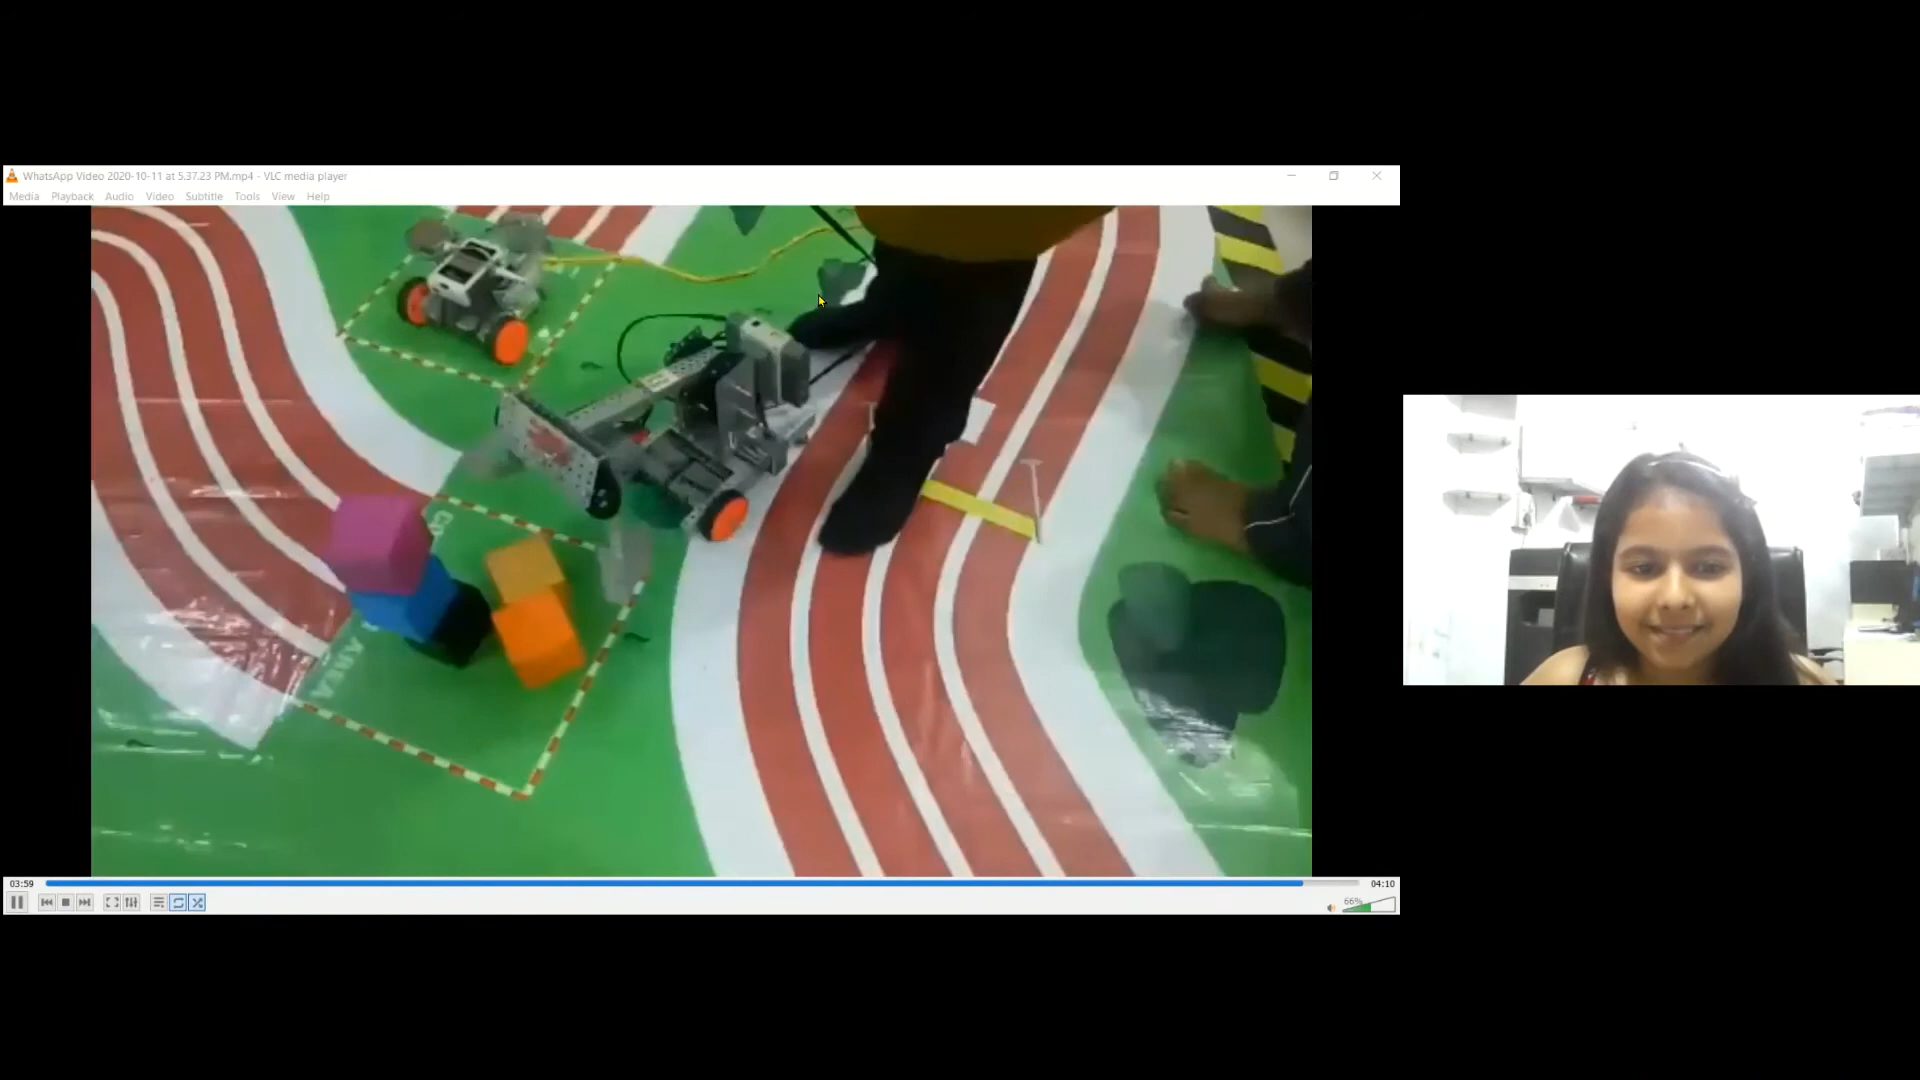 WhatsApp Video 2020-10-11 at 5.37.23 PM.mp4 - VLC media player
Media Playback Audio Video Subtitle Tools View Help
AREA
03:59
04:10
66%